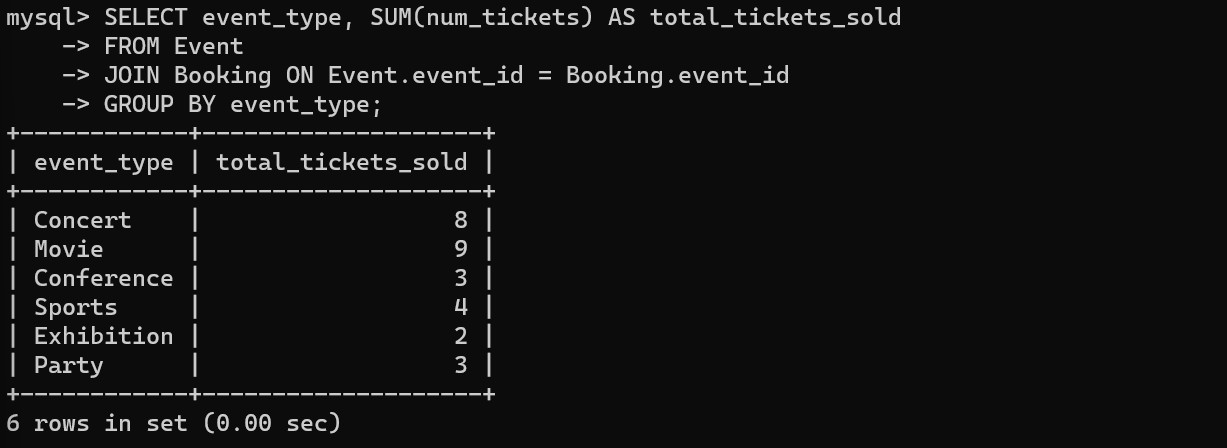 mysql> SELECT event_type, SUM(num_tickets) AS total_tickets_sold
    -> FROM Event
    -> JOIN Booking ON Event.event_id = Booking.event_id
    -> GROUP BY event_type;
+------------+--------------------+
| event_type | total_tickets_sold |
+------------+--------------------+
| Concert    |                  8 |
| Movie      |                  9 |
| Conference |                  3 |
| Sports     |                  4 |
| Exhibition |                  2 |
| Party      |                  3 |
+------------+--------------------+
6 rows in set (0.00 sec)